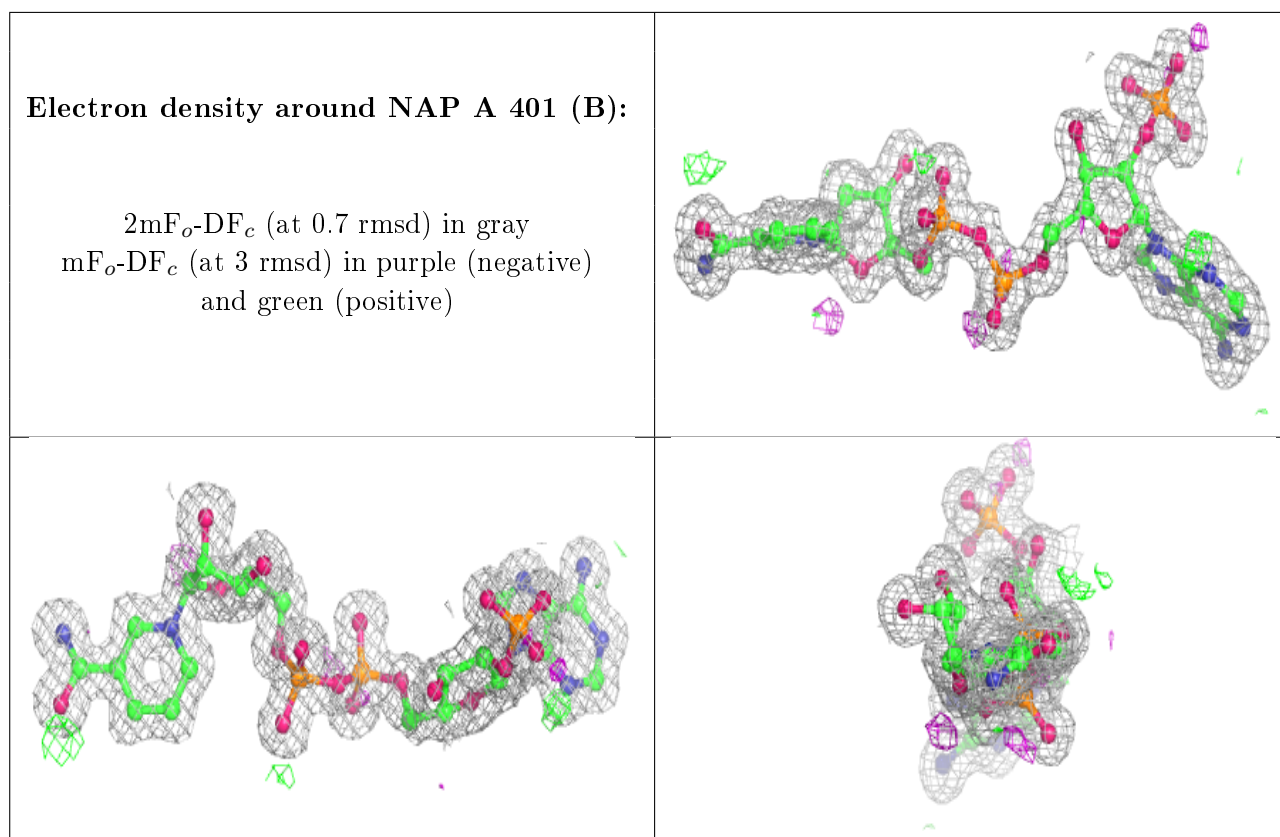 Electron density around NAP A 401 (B):
2mFo-DFc (at 0.7 rmsd) in gray
mFo-DFc (at 3 rmsd) in purple (negative)
and green (positive)